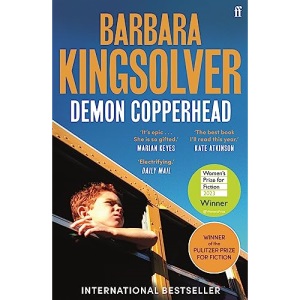 ff
BARBARA
KINGSOLVER
DEMON COPPERHEAD
'It's epic . . .
She is so gifted.'
MARIAN KEYES
'The best book
I'll read this year.'
KATE ATKINSON
'Electrifying.'
DAILY MAIL
Women's
Prize for
Fiction
2023
Winner
WINNER
OF THE
PULITZER PRIZE
FOR FICTION
INTERNATIONAL BESTSELLER